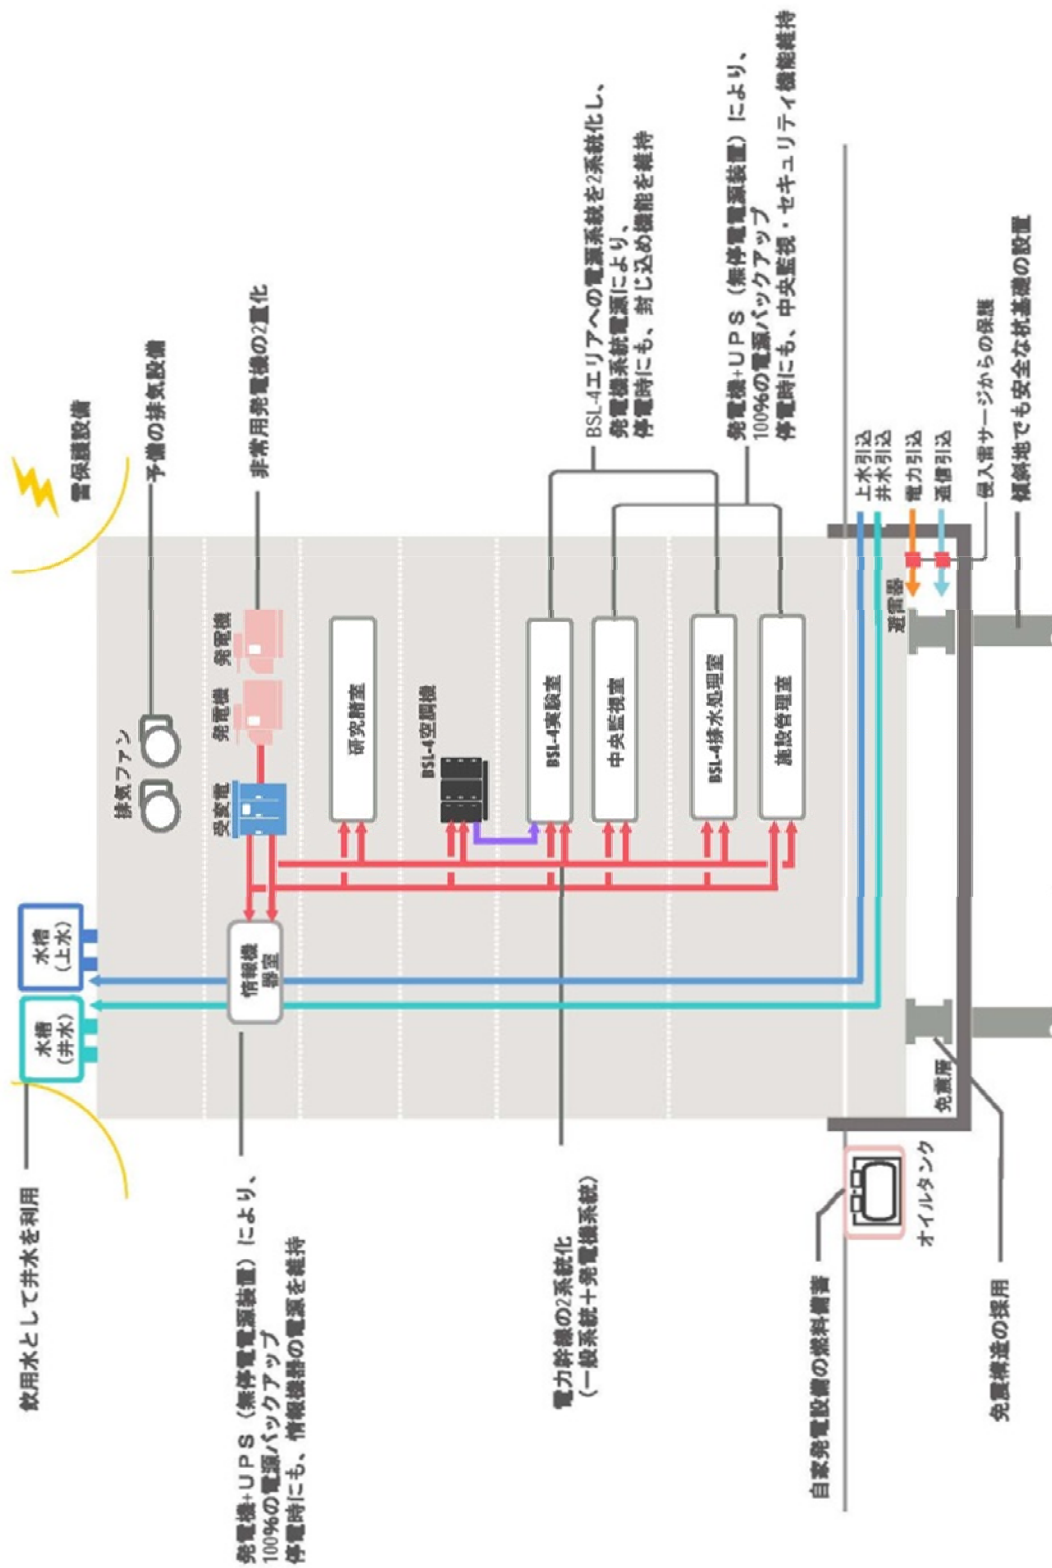 飲用水として井水を利用
水槽
(井水)
水槽
(上水)
雷保護設備
排気ファン
予備の排気設備
発電機+UPS（無停電電源装置）により、
100%の電源バックアップ
停電時にも、情報機器の電源を維持
情報機
器室
受変電
発電機
発電機
非常用発電機の2重化
研究諸室
BSL-4空調機
BSL-4実験室
中央監視室
BSL-4排水処理室
施設管理室
BSL-4エリアへの電源系統を2系統化し、
発電機系統電源により、
停電時にも、封じ込め機能を維持
発電機+UPS（無停電電源装置）により、
100%の電源バックアップ
停電時にも、中央監視・セキュリティ機能維持
電力幹線の2系統化
(一般系統＋発電機系統)
自家発電設備の燃料備蓄
オイルタンク
上水引込
井水引込
電力引込
通信引込
避雷器
侵入雷サージからの保護
免震層
免震構造の採用
傾斜地でも安全な杭基礎の設置